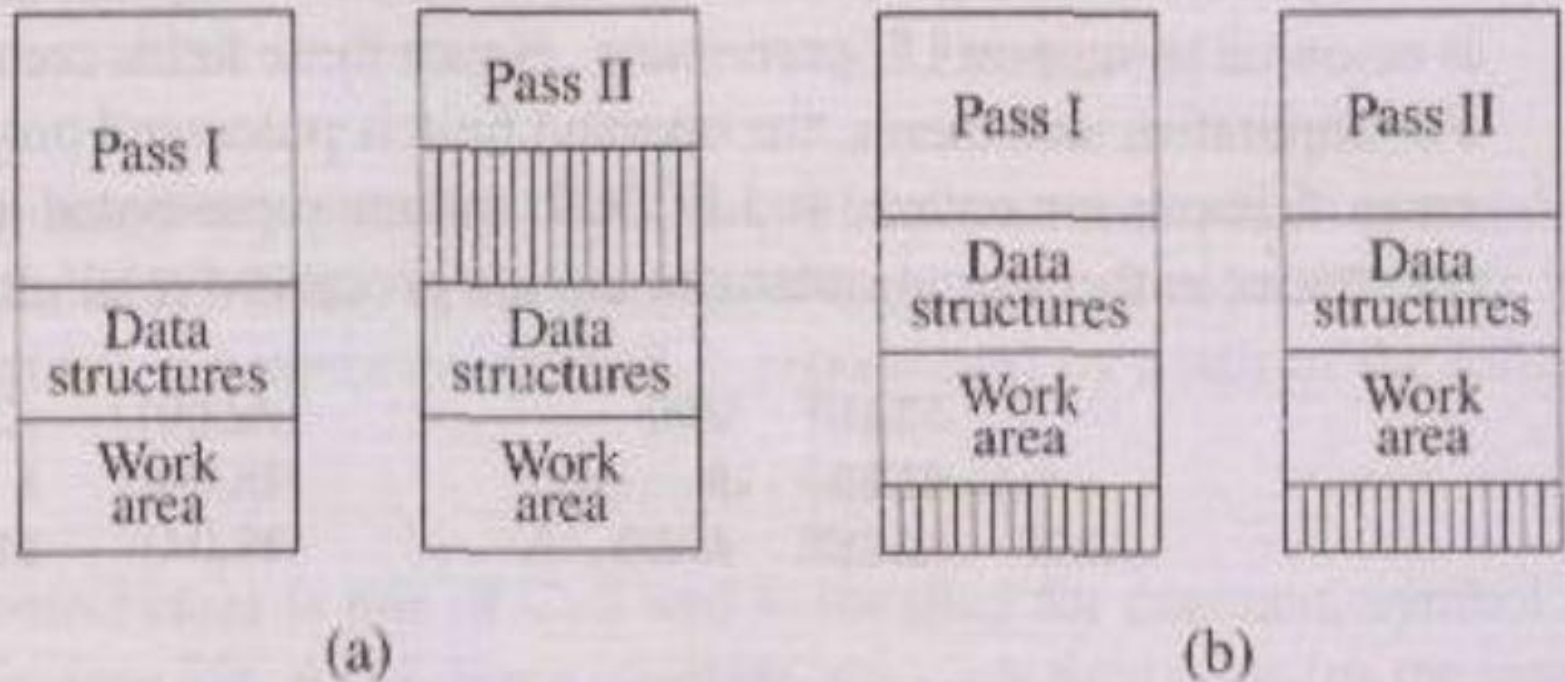 Pass I
Data
structures
Work
area
Pass II
Data
structures
Work
area
(a)
Pass I
Data
structures
Work
area
Pass II
Data
structures
Work
area
(b)